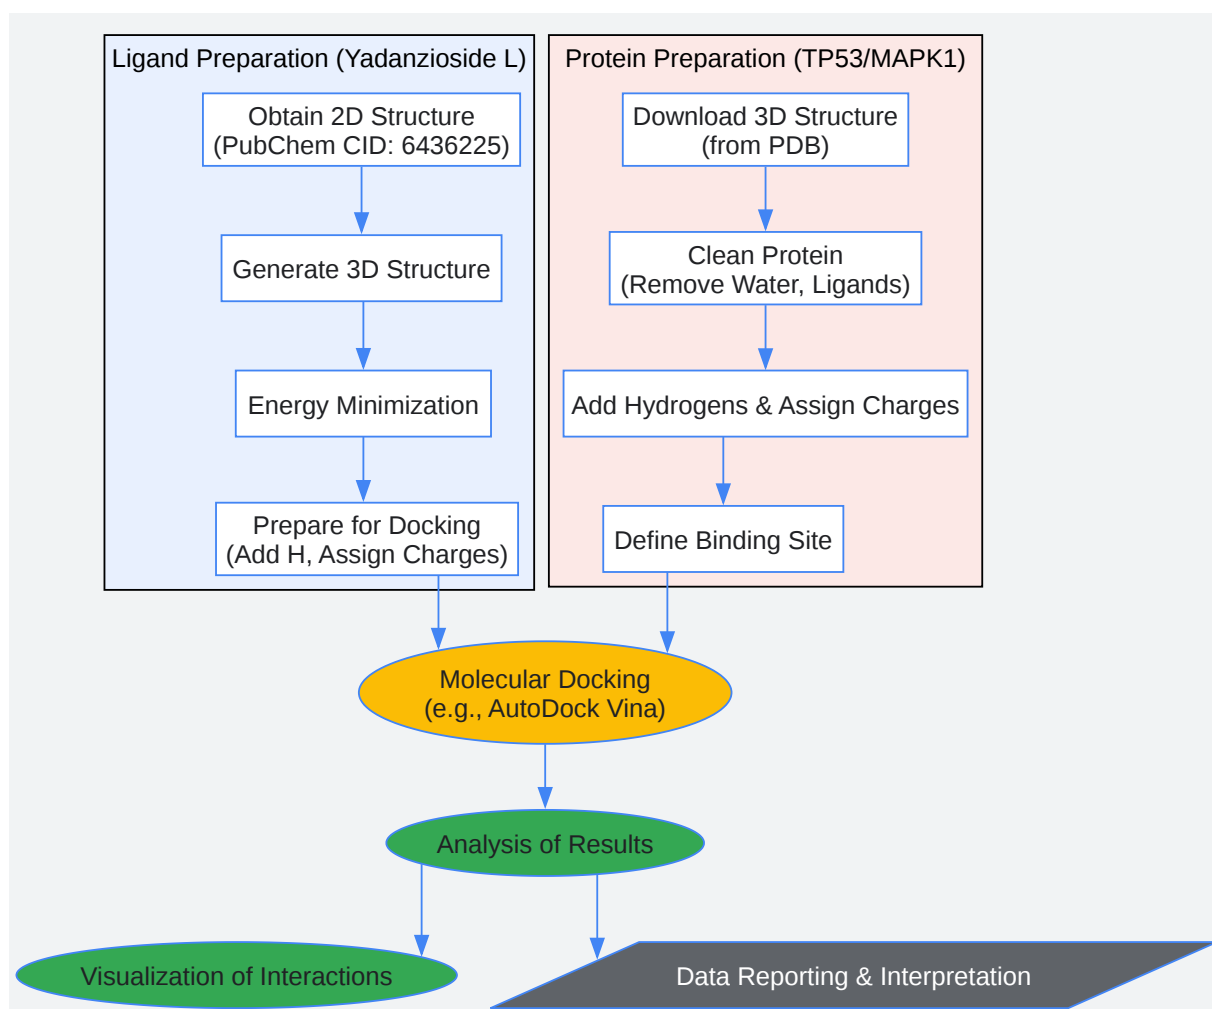 Ligand Preparation (Yadanzioside L)
Obtain 2D Structure
(PubChem CID: 6436225)
Generate 3D Structure
Energy Minimization
Prepare for Docking
(Add H, Assign Charges)
Protein Preparation (TP53/MAPK1)
Download 3D Structure
(from PDB)
Clean Protein
(Remove Water, Ligands)
Add Hydrogens & Assign Charges
Define Binding Site
Molecular Docking
(e.g., AutoDock Vina)
Analysis of Results
Visualization of Interactions
Data Reporting & Interpretation